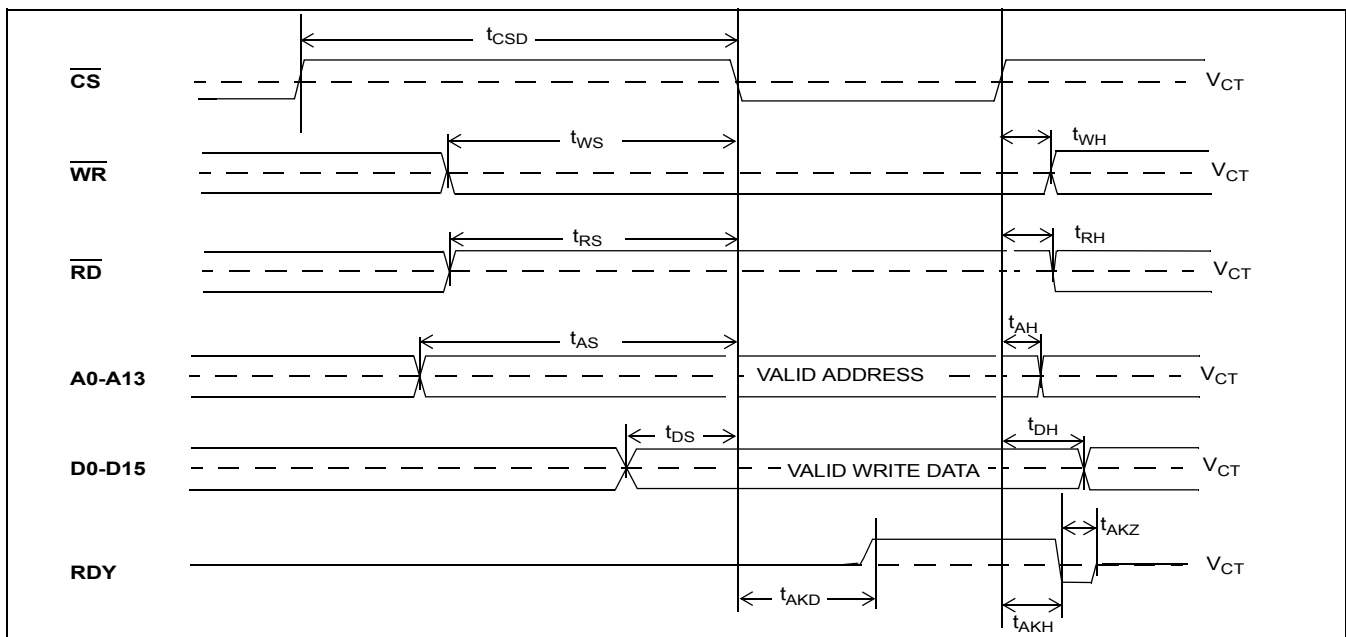 tCSD
CS
VCT
tWS
tWH
WR
VCT
tRS
tRH
RD
VCT
tAS
tAH
A0-A13
VALID ADDRESS
VCT
tDS
tDH
D0-D15
VALID WRITE DATA
VCT
tAKZ
RDY
VCT
tAKD
tAKH